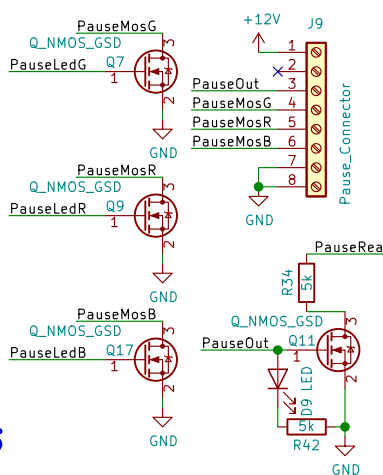 PauseMosG
Q_NMOS_GSD
Q7
PauseLedG
1
3
2
GND
PauseMosR
Q_NMOS_GSD
Q9
PauseLedR
1
3
2
GND
PauseMosB
Q_NMOS_GSD
Q17
PauseLedB
1
3
2
GND
+12V
J9
1
2
PauseOut 3
PauseMosG 4
PauseMosR 5
PauseMosB 6
7
8
GND
Pause_Connector
PauseRea
R34
5k
Q_NMOS_GSD
Q11
PauseOut
1
3
2
D9
LED
5k
R42
GND